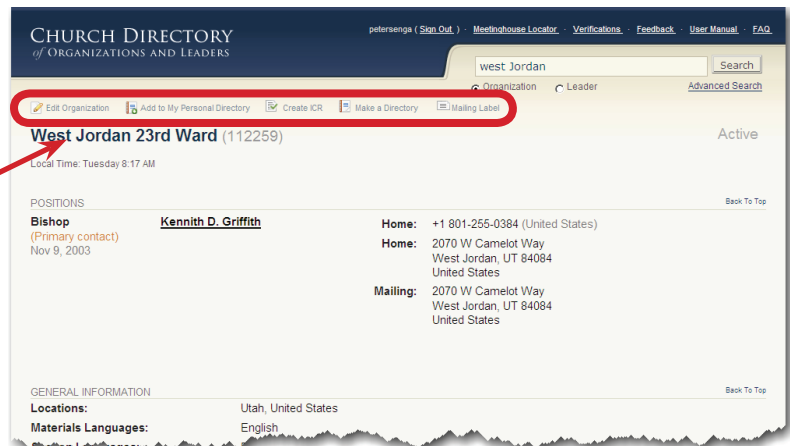 CHURCH DIRECTORY
of ORGANIZATIONS AND LEADERS
petersenga ( Sign Out ) · Meetinghouse Locator · Verifications · Feedback · User Manual · FAQ
west Jordan
Search
Organization Leader
Advanced Search
Edit Organization Add to My Personal Directory Create ICR Make a Directory Mailing Label
West Jordan 23rd Ward (112259)
Active
Local Time: Tuesday 8:17 AM
POSITIONS
Back To Top
Bishop Kennith D. Griffith Home: +1 801-255-0384 (United States)
(Primary contact) Home: 2070 W Camelot Way
Nov 9, 2003 West Jordan, UT 84084
United States
Mailing: 2070 W Camelot Way
West Jordan, UT 84084
United States
GENERAL INFORMATION
Back To Top
Locations: Utah, United States
Materials Languages: English